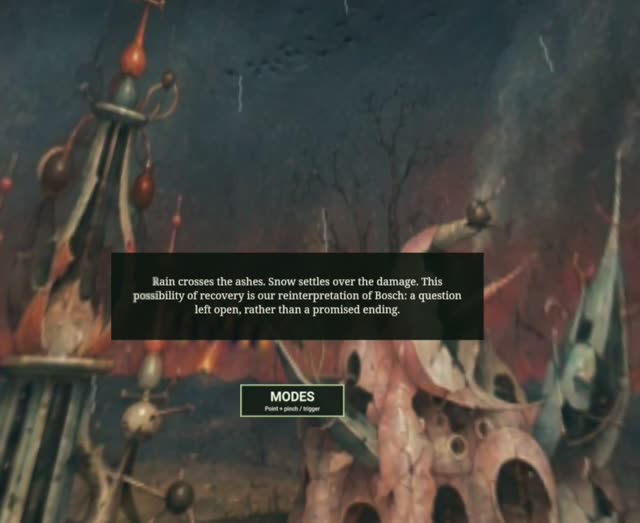 Rain crosses the ashes. Snow settles over the damage. This
possibility of recovery is our reinterpretation of Bosch: a question
left open, rather than a promised ending.
MODES
Point + pinch / trigger